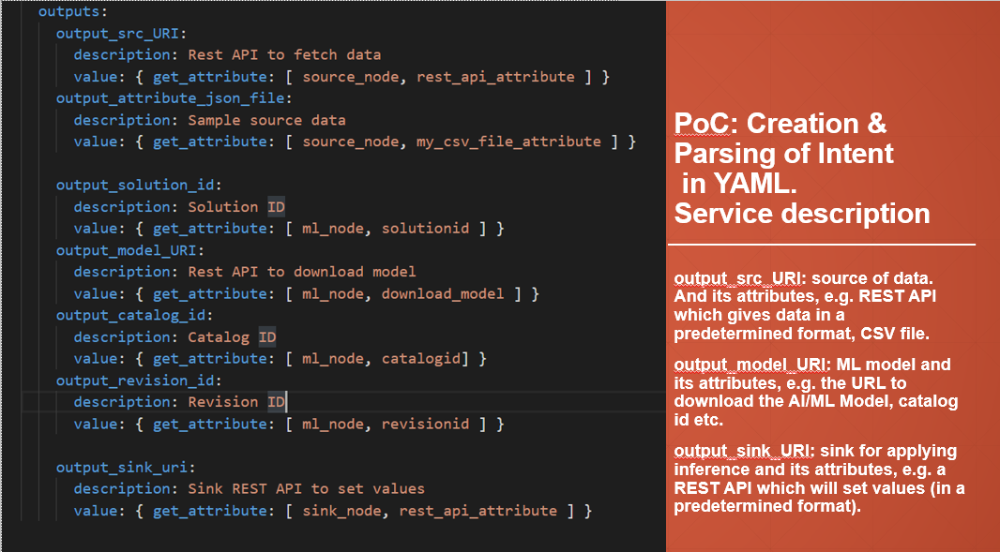 outputs:
output_src_URI:
description: Rest API to fetch data
value: { get_attribute: [ source_node, rest_api_attribute ] }
output_attribute_json_file:
description: Sample source data
value: { get_attribute: [ source_node, my_csv_file_attribute ] }
output_solution_id:
description: Solution ID
value: { get_attribute: [ ml_node, solutionid ] }
output_model_URI:
description: Rest API to download model
value: { get_attribute: [ ml_node, download_model ] }
output_catalog_id:
description: Catalog ID
value: { get_attribute: [ ml_node, catalogid] }
output_revision_id:
description: Revision ID
value: { get_attribute: [ ml_node, revisionid ] }
output_sink_uri:
description: Sink REST API to set values
value: { get_attribute: [ sink_node, rest_api_attribute ] }
PoC: Creation &
Parsing of Intent
in YAML.
Service description
output_src_URI: source of data.
And its attributes, e.g. REST API
which gives data in a
predetermined format, CSV file.
output_model_URI: ML model and
its attributes, e.g. the URL to
download the AI/ML Model, catalog
id etc.
output_sink_URI: sink for applying
inference and its attributes, e.g. a
REST API which will set values (in a
predetermined format).